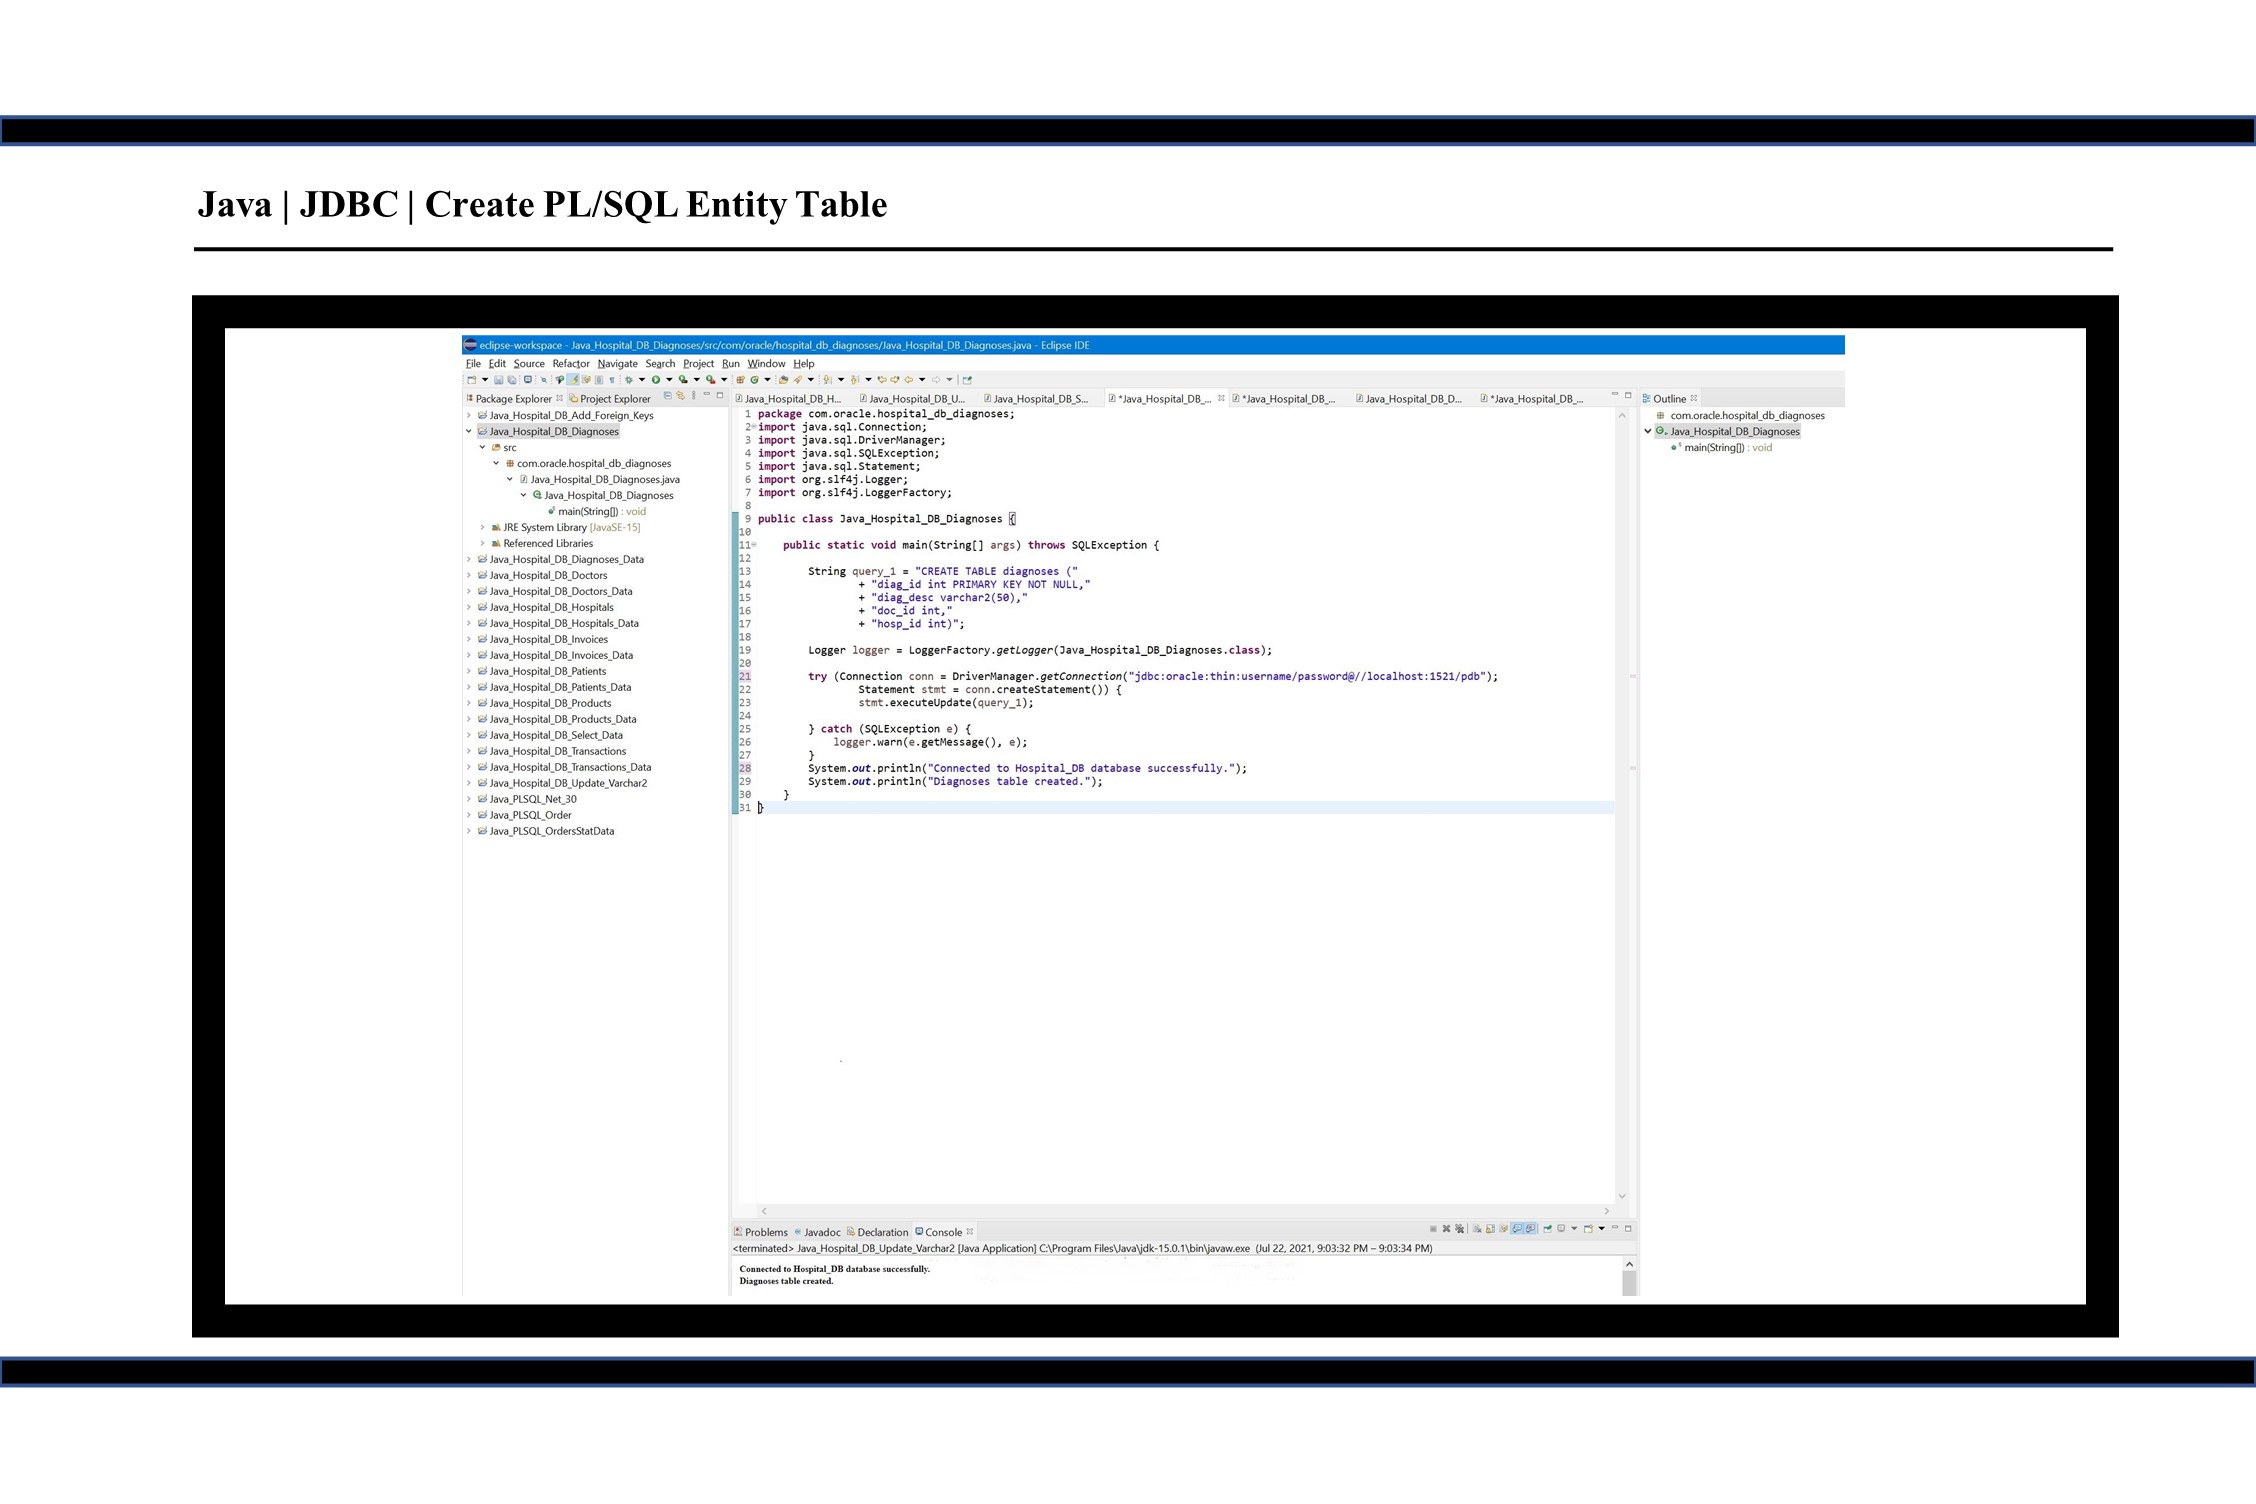 Java | JDBC | Create PL/SQL Entity Table
eclipse-workspace - Java_Hospital_DB_Diagnoses/src/com/oracle/hospital_db_diagnoses/Java_Hospital_DB_Diagnoses.java - Eclipse IDE
File Edit Source Refactor Navigate Search Project Run Window Help
Package Explorer Project Explorer
Java_Hospital_DB_Add_Foreign_Keys
Java_Hospital_DB_Diagnoses
src
com.oracle.hospital_db_diagnoses
Java_Hospital_DB_Diagnoses.java
Java_Hospital_DB_Diagnoses
main(String[]) : void
JRE System Library [JavaSE-15]
Referenced Libraries
Java_Hospital_DB_Diagnoses_Data
Java_Hospital_DB_Doctors
Java_Hospital_DB_Doctors_Data
Java_Hospital_DB_Hospitals
Java_Hospital_DB_Hospitals_Data
Java_Hospital_DB_Invoices
Java_Hospital_DB_Invoices_Data
Java_Hospital_DB_Patients
Java_Hospital_DB_Patients_Data
Java_Hospital_DB_Products
Java_Hospital_DB_Products_Data
Java_Hospital_DB_Select_Data
Java_Hospital_DB_Transactions
Java_Hospital_DB_Transactions_Data
Java_Hospital_DB_Update_Varchar2
Java_PLSQL_Net_30
Java_PLSQL_Order
Java_PLSQL_OrdersStatData
Java_Hospital_DB_H... Java_Hospital_DB_U... Java_Hospital_DB_S... *Java_Hospital_DB_... *Java_Hospital_DB_... Java_Hospital_DB_D... *Java_Hospital_DB_...
1 package com.oracle.hospital_db_diagnoses;
2 import java.sql.Connection;
3 import java.sql.DriverManager;
4 import java.sql.SQLException;
5 import java.sql.Statement;
6 import org.slf4j.Logger;
7 import org.slf4j.LoggerFactory;
8
9 public class Java_Hospital_DB_Diagnoses {
10
11 public static void main(String[] args) throws SQLException {
12
13 String query_1 = "CREATE TABLE diagnoses ("
14 + "diag_id int PRIMARY KEY NOT NULL,"
15 + "diag_desc varchar2(50),"
16 + "doc_id int,"
17 + "hosp_id int)";
18
19 Logger logger = LoggerFactory.getLogger(Java_Hospital_DB_Diagnoses.class);
20
21 try (Connection conn = DriverManager.getConnection("jdbc:oracle:thin:username/password@//localhost:1521/pdb");
22 Statement stmt = conn.createStatement()) {
23 stmt.executeUpdate(query_1);
24
25 } catch (SQLException e) {
26 logger.warn(e.getMessage(), e);
27 }
28 System.out.println("Connected to Hospital_DB database successfully.");
29 System.out.println("Diagnoses table created.");
30 }
31 }
Outline
com.oracle.hospital_db_diagnoses
Java_Hospital_DB_Diagnoses
main(String[]) : void
Problems Javadoc Declaration Console
<terminated> Java_Hospital_DB_Update_Varchar2 [Java Application] C:\Program Files\Java\jdk-15.0.1\bin\javaw.exe (Jul 22, 2021, 9:03:32 PM – 9:03:34 PM)
Connected to Hospital_DB database successfully.
Diagnoses table created.